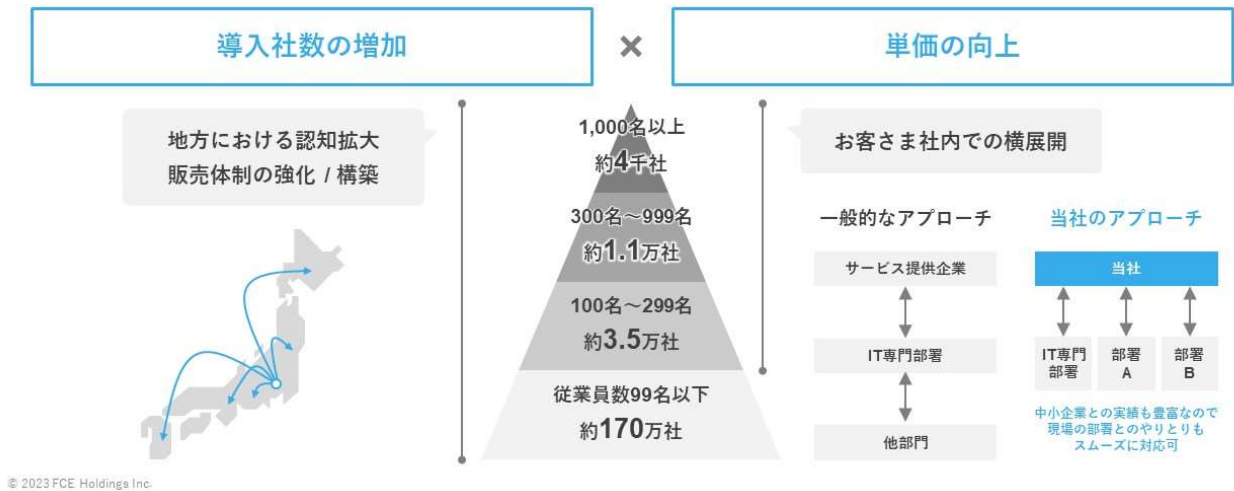 導入社数の増加
×
単価の向上
地方における認知拡大
販売体制の強化 / 構築
1,000名以上
約4千社
300名～999名
約1.1万社
100名～299名
約3.5万社
従業員数99名以下
約170万社
お客さま社内での横展開
一般的なアプローチ
サービス提供企業
IT専門部署
他部門
当社のアプローチ
当社
IT専門
部署
部署
A
部署
B
中小企業との実績も豊富なので
現場の部署とのやりとりも
スムーズに対応可
© 2023 FCE Holdings Inc.